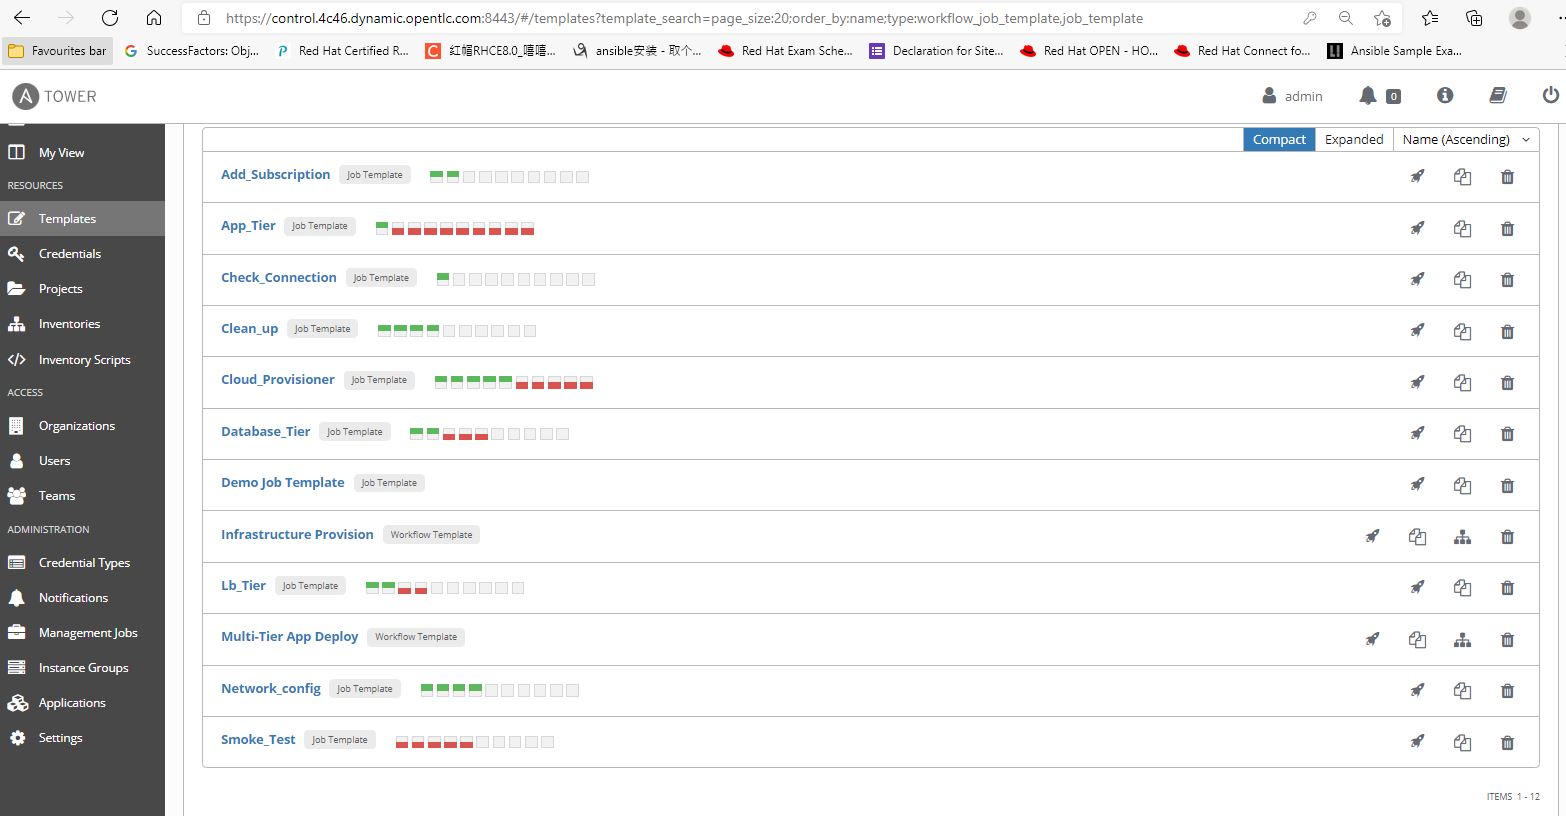 https://control.4c46.dynamic.opentlc.com:8443/#/templates?template_search=page_size:20;order_by:name;type:workflow_job_template,job_template
Favourites bar SuccessFactors: Obj... Red Hat Certified R... 红帽RHCE8.0_嘻嘻... ansible安装 - 取个... Red Hat Exam Sche... Declaration for Site... Red Hat OPEN - HO... Red Hat Connect fo... Ansible Sample Exa...
A TOWER admin 0
My View
RESOURCES
Templates
Credentials
Projects
Inventories
Inventory Scripts
ACCESS
Organizations
Users
Teams
ADMINISTRATION
Credential Types
Notifications
Management Jobs
Instance Groups
Applications
Settings
Compact Expanded Name (Ascending)
Add_Subscription Job Template
App_Tier Job Template
Check_Connection Job Template
Clean_up Job Template
Cloud_Provisioner Job Template
Database_Tier Job Template
Demo Job Template Job Template
Infrastructure Provision Workflow Template
Lb_Tier Job Template
Multi-Tier App Deploy Workflow Template
Network_config Job Template
Smoke_Test Job Template
ITEMS 1 - 12